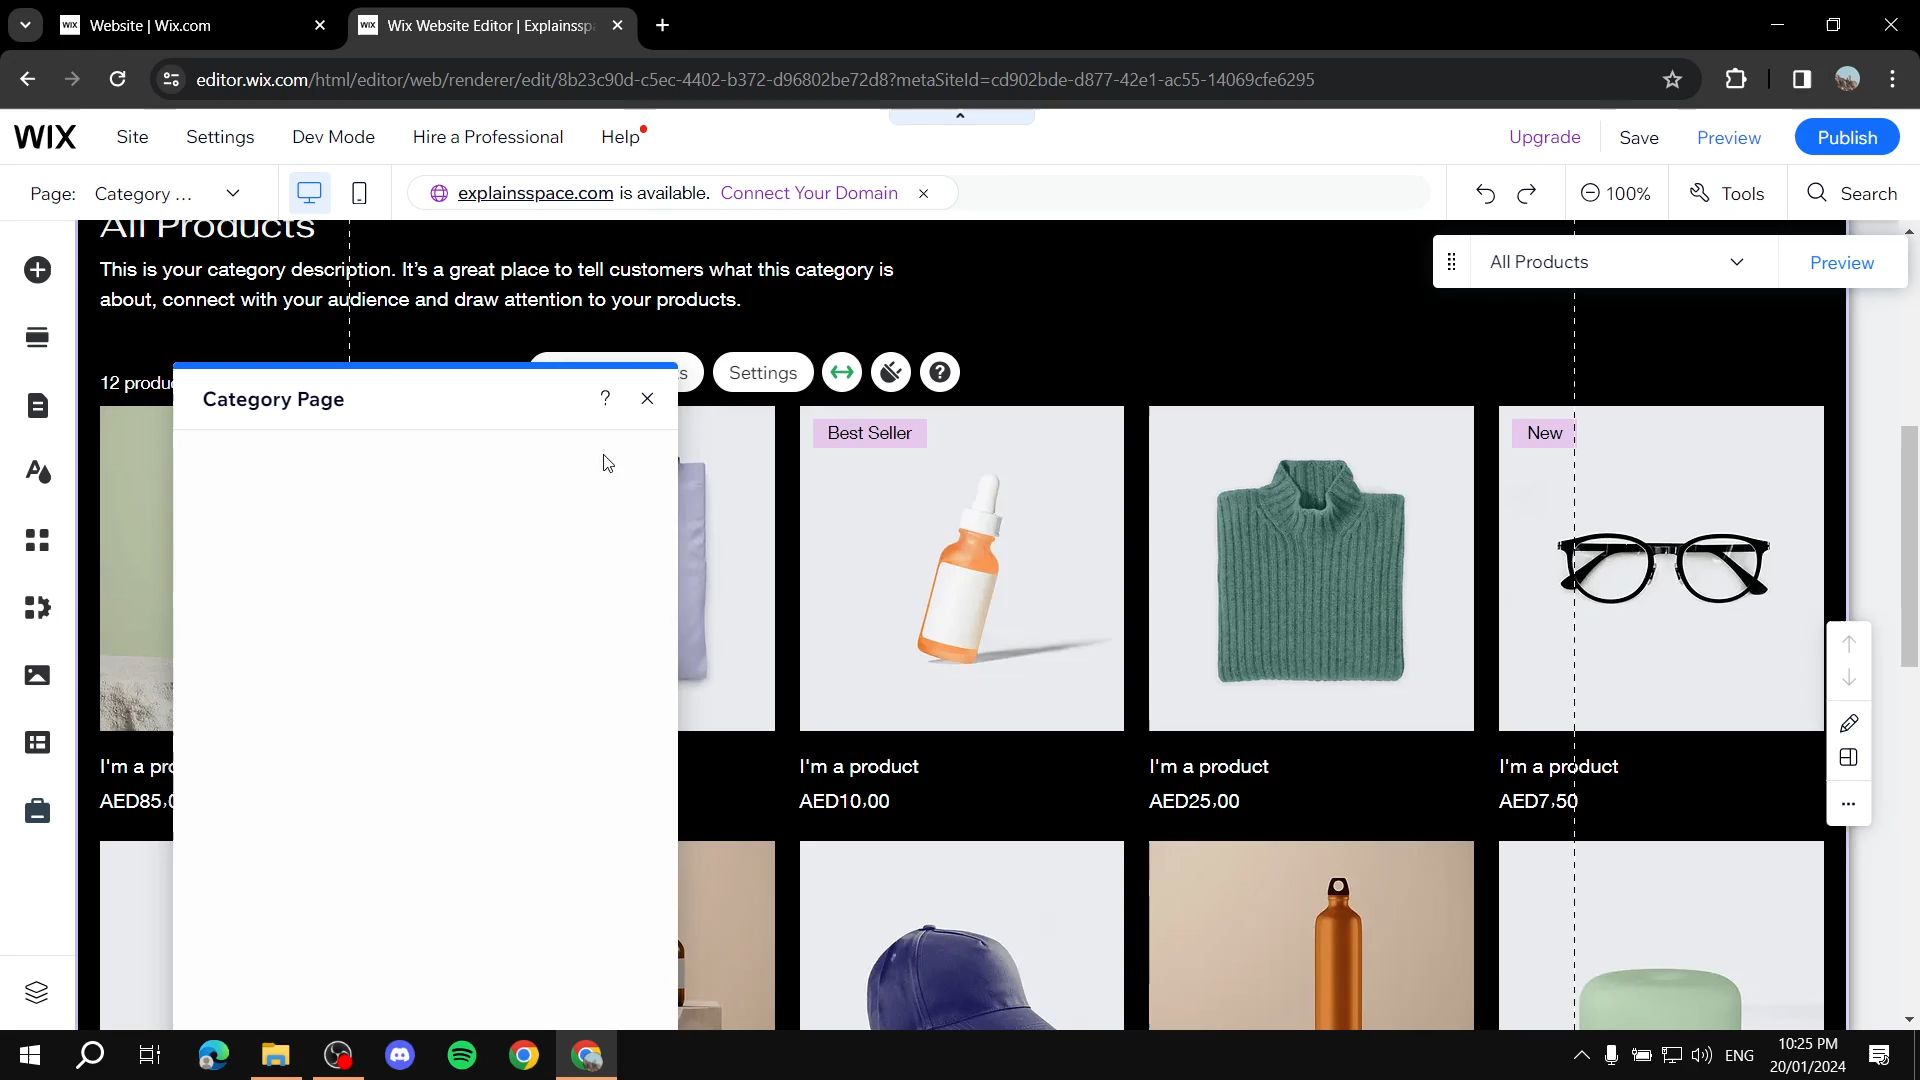 Website | Wix.com
Wix Website Editor | Explainssp
editor.wix.com/html/editor/web/renderer/edit/8b23c90d-c5ec-4402-b372-d96802be72d8?metaSiteId=cd902bde-d877-42e1-ac55-14069cfe6295
WIX Site Settings Dev Mode Hire a Professional Help Upgrade Save Preview Publish
Page: Category ... explainsspace.com is available. Connect Your Domain 100% Tools Search
All Products
This is your category description. It's a great place to tell customers what this category is
about, connect with your audience and draw attention to your products.
All Products Preview
12 produ
s Settings
Category Page
Best Seller
New
I'm a pro
I'm a product
I'm a product
I'm a product
AED85,0
AED10,00
AED25,00
AED7,50
ENG
10:25 PM
20/01/2024